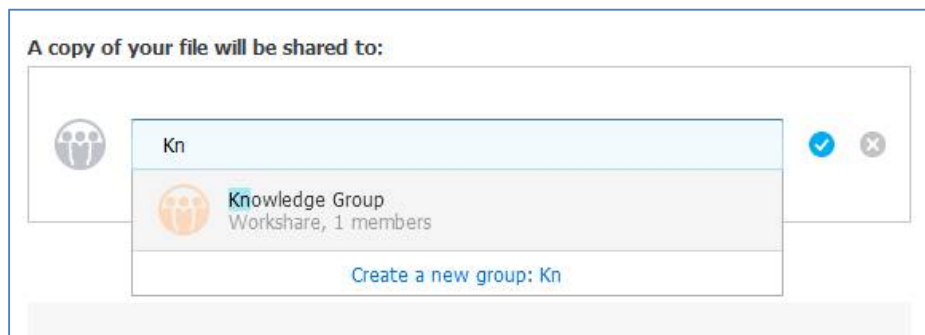 A copy of your file will be shared to:
Kn
Knowledge Group
Workshare, 1 members
Create a new group: Kn